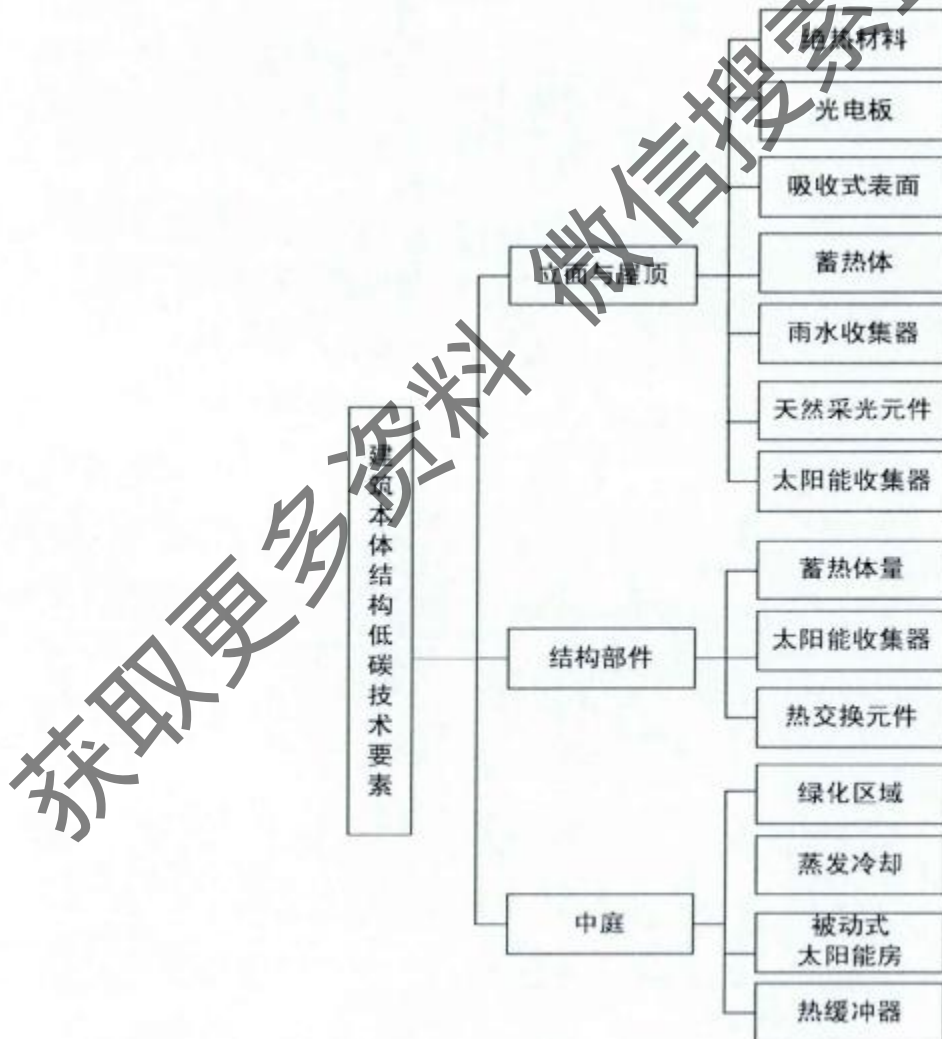 建筑本体结构低碳技术要素
立面与屋顶
绝热材料
光电板
吸收式表面
蓄热体
雨水收集器
天然采光元件
太阳能收集器
结构部件
蓄热体量
太阳能收集器
热交换元件
中庭
绿化区域
蒸发冷却
被动式
太阳能房
热缓冲器
获取更多资料 微信搜索